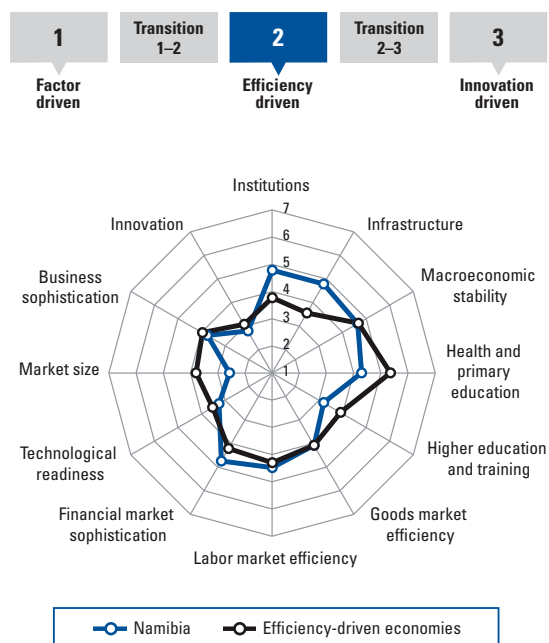 1
Transition
1–2
2
Transition
2–3
3
Factor
driven
Efficiency
driven
Innovation
driven
Institutions
7
Innovation
Infrastructure
6
5
Business
sophistication
Macroeconomic
stability
4
3
2
Market size
1
Health and
primary
education
Technological
readiness
Higher education
and training
Financial market
sophistication
Goods market
efficiency
Labor market efficiency
Namibia
Efficiency-driven economies